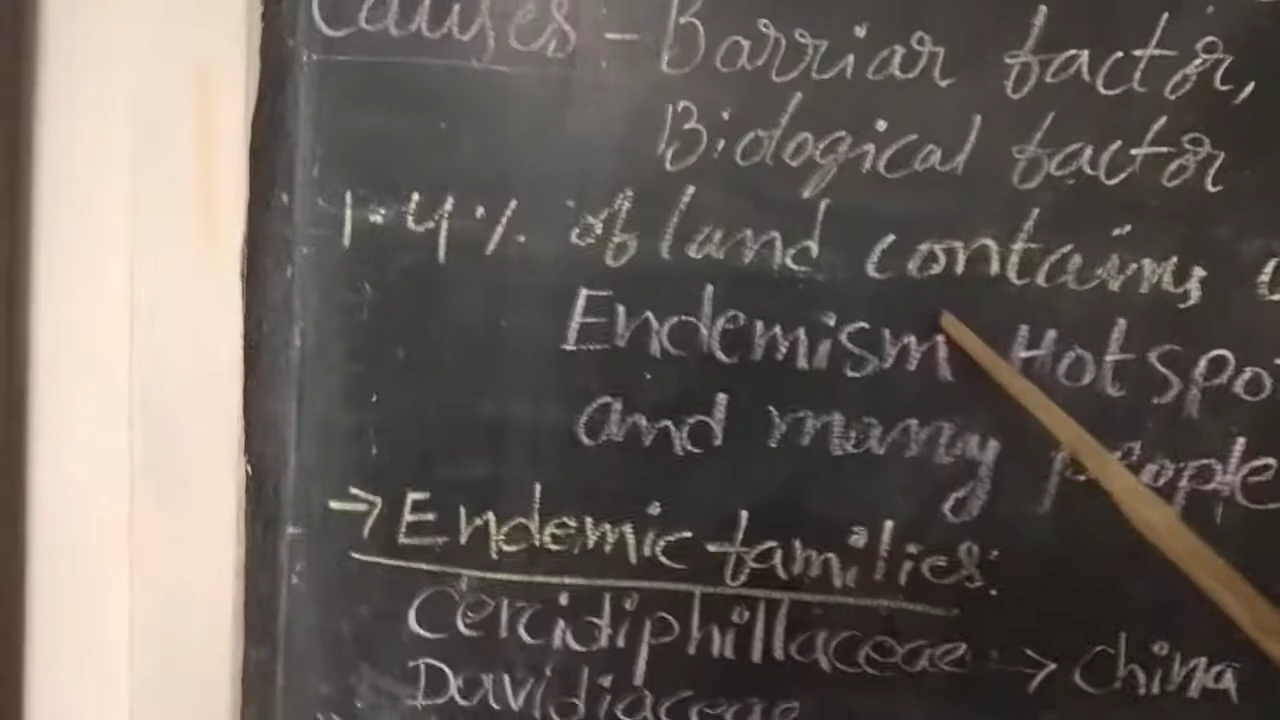 Causes - Barriar factor,
Biological factor
1.4% of land contains
Endemism Hotspo
and many people
→ Endemic families:
Cercidiphillaceae → China
Davidiaceae